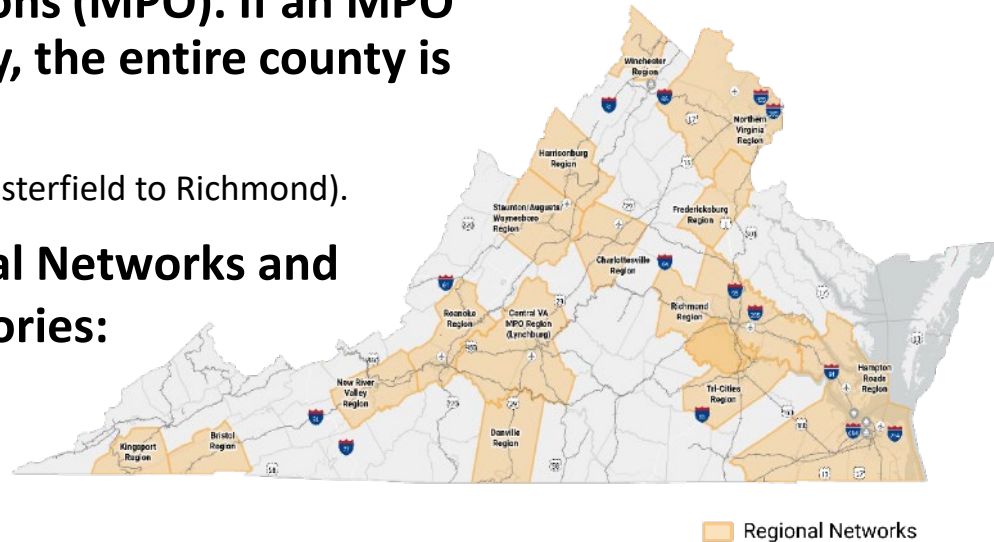 ons (MPO). If an MPO
y, the entire county is
sterfield to Richmond).
al Networks and
ories:
Winchester
Region
Northern
Virginia
Region
Harrisonburg
Region
Staunton/Augusta/
Waynesboro
Region
Fredericksburg
Region
Charlottesville
Region
Roanoke
Region
Central VA
MPO Region
(Lynchburg)
Richmond
Region
New River
Valley
Region
Tri-Cities
Region
Hampton
Roads
Region
Danville
Region
Kingsport
Region
Bristol
Region
Regional Networks